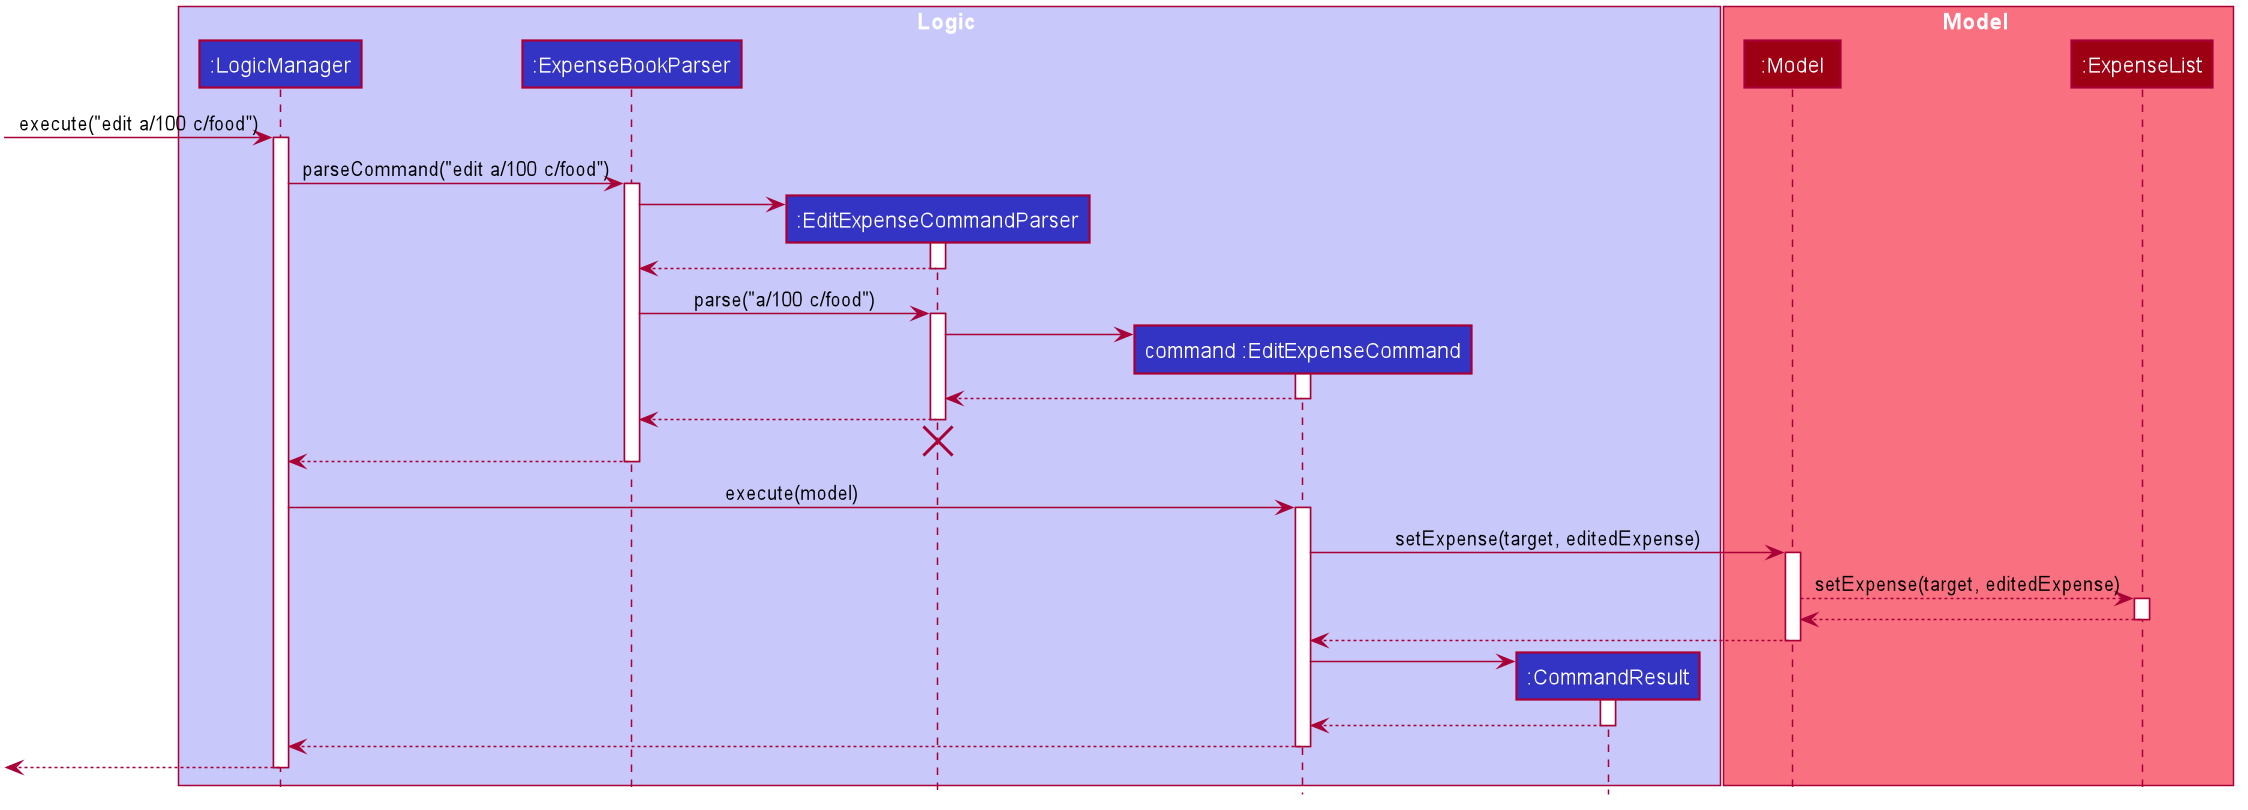 Logic
Model
:LogicManager
:ExpenseBookParser
:Model
:ExpenseList
execute("edit a/100 c/food")
parseCommand("edit a/100 c/food")
:EditExpenseCommandParser
parse("a/100 c/food")
command :EditExpenseCommand
execute(model)
setExpense(target, editedExpense)
setExpense(target, editedExpense)
:CommandResult